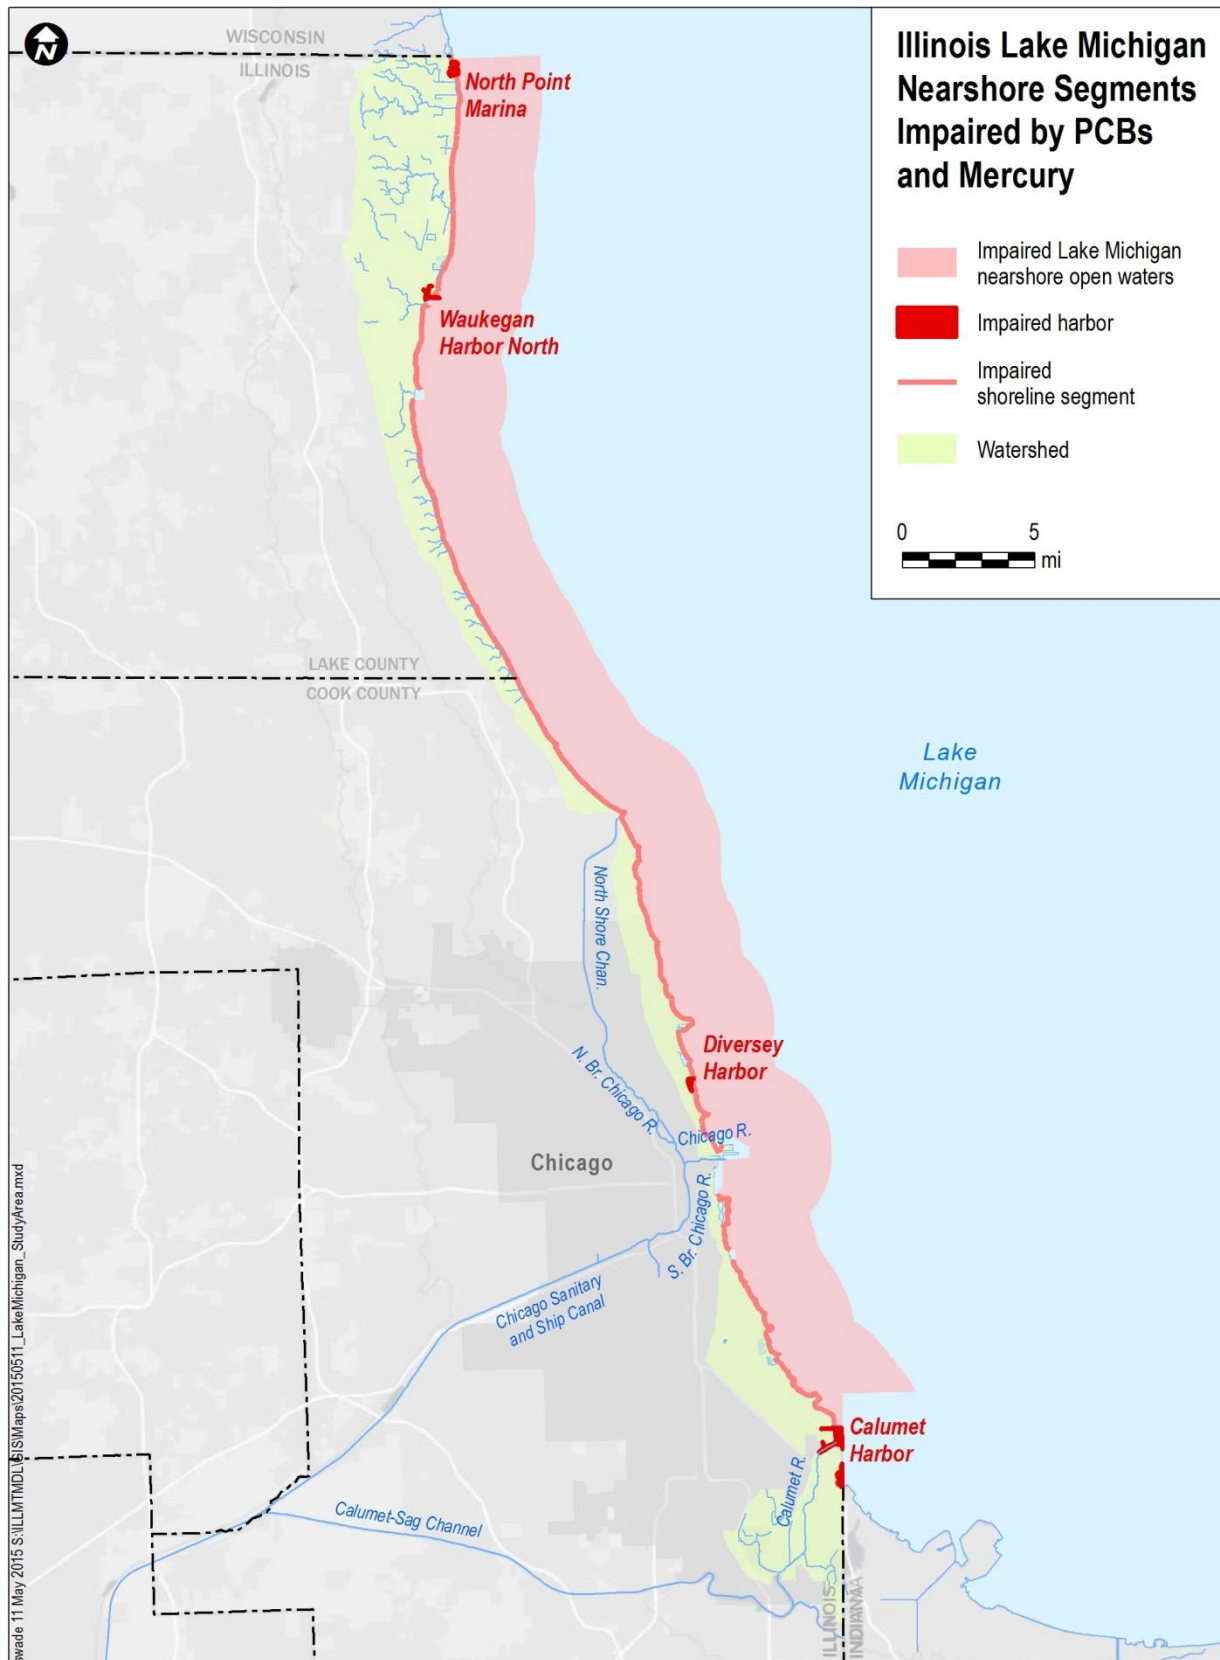 N
WISCONSIN
ILLINOIS
North Point
Marina
Waukegan
Harbor North
LAKE COUNTY
COOK COUNTY
Lake
Michigan
North Shore Chan.
Diversey
Harbor
N. Br. Chicago R.
Chicago R.
Chicago
S. Br. Chicago R.
Chicago Sanitary
and Ship Canal
Calumet
Harbor
Calumet R.
Calumet-Sag Channel
ILLINOIS
INDIANA
Illinois Lake Michigan
Nearshore Segments
Impaired by PCBs
and Mercury
Impaired Lake Michigan
nearshore open waters
Impaired harbor
Impaired
shoreline segment
Watershed
0 5
mi
swade 11 May 2015 S:\ILLMTMDL\GIS\Maps\20150511_LakeMichigan_StudyArea.mxd